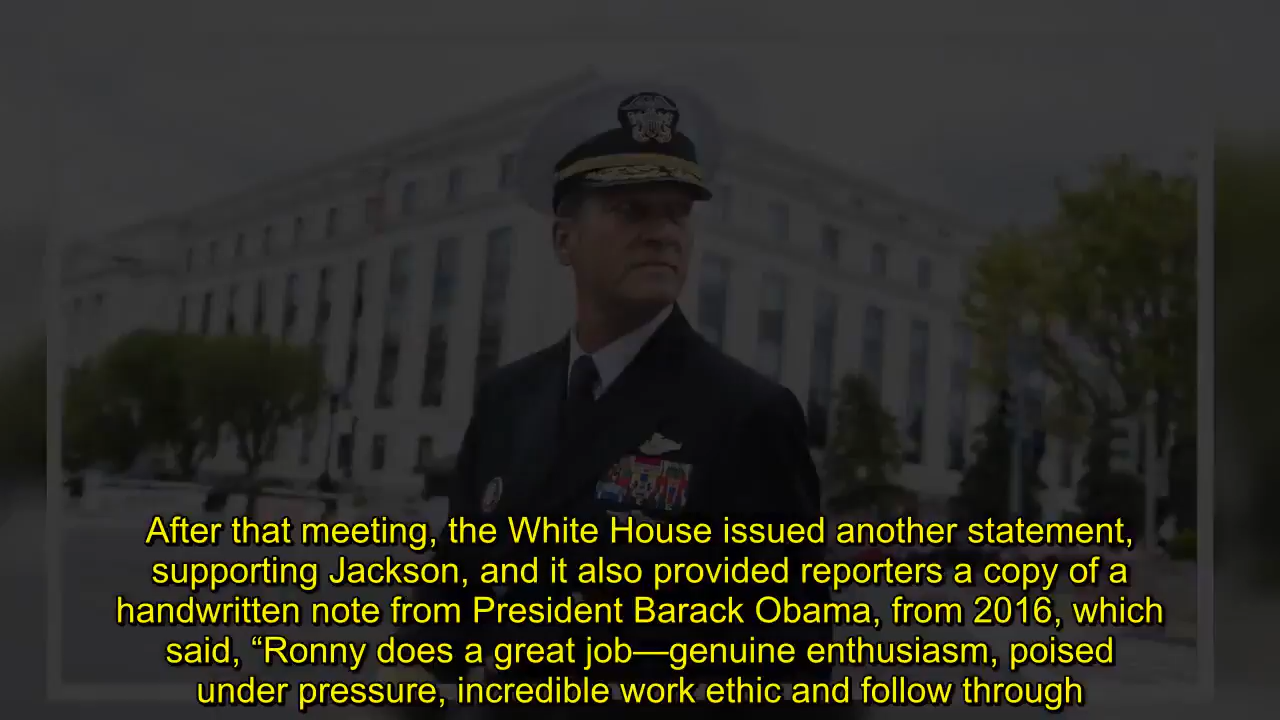 After that meeting, the White House issued another statement,
supporting Jackson, and it also provided reporters a copy of a
handwritten note from President Barack Obama, from 2016, which
said, “Ronny does a great job—genuine enthusiasm, poised
under pressure, incredible work ethic and follow through